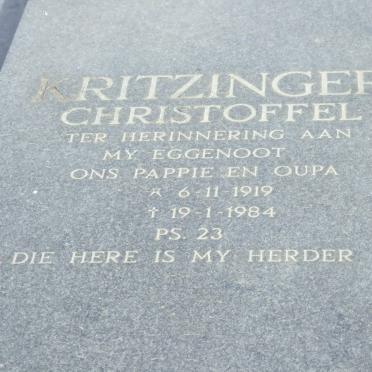 KRITZINGER
CHRISTOFFEL
TER HERINNERING AAN
MY EGGENOOT
ONS PAPPIE EN OUPA
✡ 6-11-1919
† 19-1-1984
PS. 23
DIE HERE IS MY HERDER